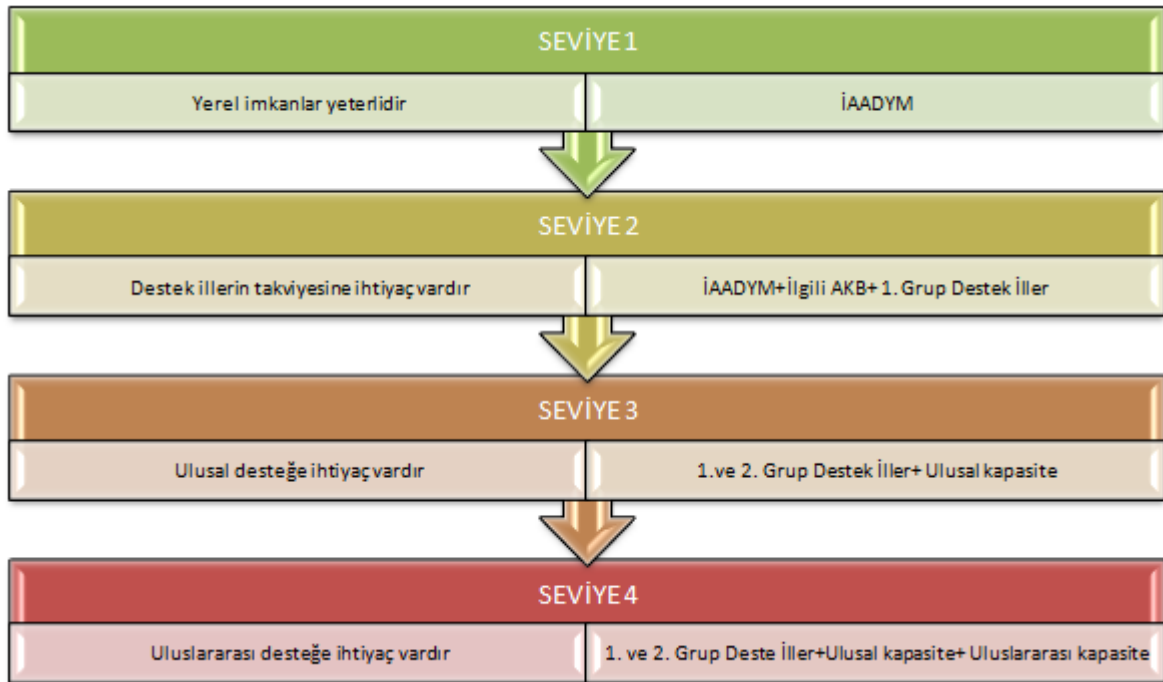 SEVİYE 1
Yerel imkanlar yeterlidir
İAADYM
SEVİYE 2
Destek illerin takviyesine ihtiyaç vardır
İAADYM+İlgili AKB+ 1. Grup Destek İller
SEVİYE 3
Ulusal desteğe ihtiyaç vardır
1.ve 2. Grup Destek İller+ Ulusal kapasite
SEVİYE 4
Uluslararası desteğe ihtiyaç vardır
1. ve 2. Grup Deste İller+Ulusal kapasite+ Uluslararası kapasite